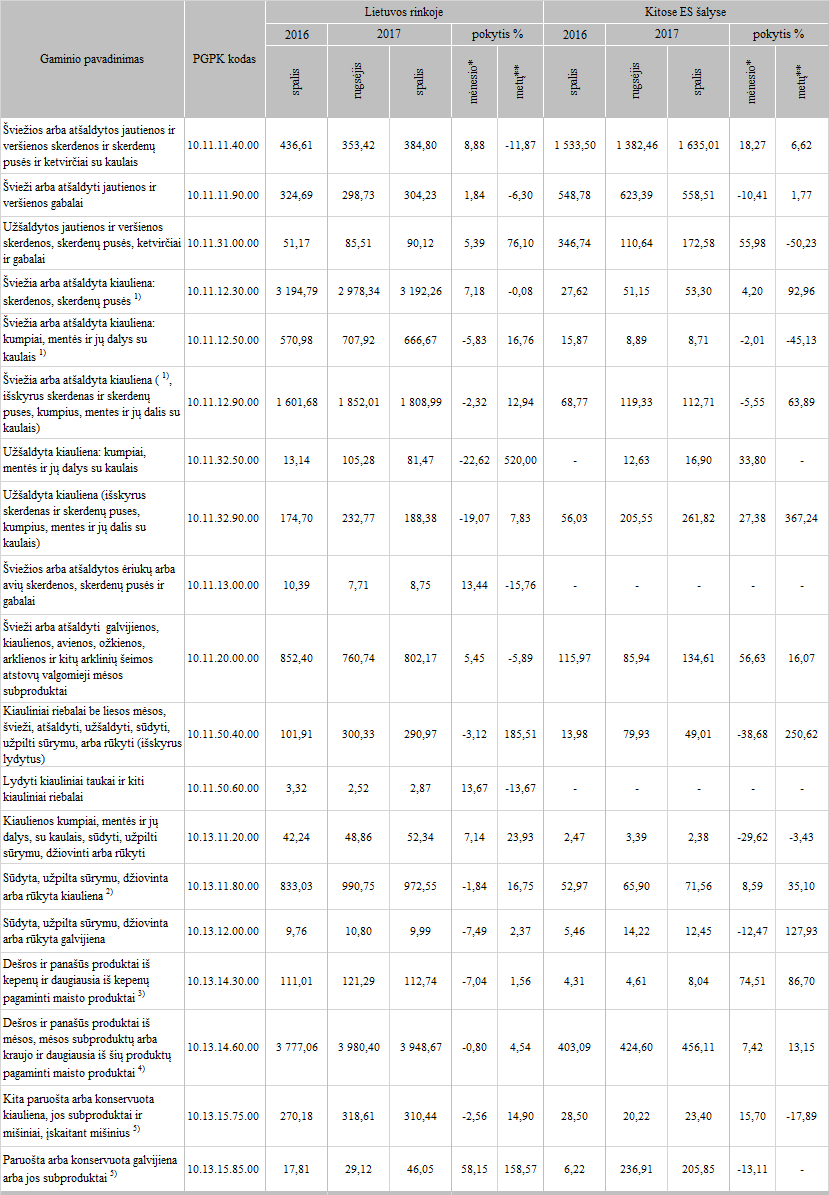 Gaminio pavadinimas PGPK kodas Lietuvos rinkoje Kitose ES šalyse
2016 2017 pokytis % 2016 2017 pokytis %
spalis rugsėjis spalis mėnesio* metų** spalis rugsėjis spalis mėnesio* metų**
Šviežios arba atšaldytos jautienos ir
veršienos skerdenos ir skerdenų
pusės ir ketvirčiai su kaulais
10.11.11.40.00 436,61 353,42 384,80 8,88 -11,87 1 533,50 1 382,46 1 635,01 18,27 6,62
Švieži arba atšaldyti jautienos ir
veršienos gabalai
10.11.11.90.00 324,69 298,73 304,23 1,84 -6,30 548,78 623,39 558,51 -10,41 1,77
Užšaldytos jautienos ir veršienos
skerdenos, skerdenų pusės, ketvirčiai
ir gabalai
10.11.31.00.00 51,17 85,51 90,12 5,39 76,10 346,74 110,64 172,58 55,98 -50,23
Šviežia arba atšaldyta kiauliena:
skerdenos, skerdenų pusės 1)
10.11.12.30.00 3 194,79 2 978,34 3 192,26 7,18 -0,08 27,62 51,15 53,30 4,20 92,96
Šviežia arba atšaldyta kiauliena:
kumpiai, mentės ir jų dalys su
kaulais 1)
10.11.12.50.00 570,98 707,92 666,67 -5,83 16,76 15,87 8,89 8,71 -2,01 -45,13
Šviežia arba atšaldyta kiauliena ( 1),
išskyrus skerdenas ir skerdenų
puses, kumpius, mentes ir jų dalis su
kaulais)
10.11.12.90.00 1 601,68 1 852,01 1 808,99 -2,32 12,94 68,77 119,33 112,71 -5,55 63,89
Užšaldyta kiauliena: kumpiai,
mentės ir jų dalys su kaulais
10.11.32.50.00 13,14 105,28 81,47 -22,62 520,00 - 12,63 16,90 33,80 -
Užšaldyta kiauliena (išskyrus
skerdenas ir skerdenų puses,
kumpius, mentes ir jų dalis su
kaulais)
10.11.32.90.00 174,70 232,77 188,38 -19,07 7,83 56,03 205,55 261,82 27,38 367,24
Šviežios arba atšaldytos ėriukų arba
avių skerdenos, skerdenų pusės ir
gabalai
10.11.13.00.00 10,39 7,71 8,75 13,44 -15,76 - - - - -
Švieži arba atšaldyti galvijienos,
kiaulienos, avienos, ožkienos,
arklienos ir kitų arklinių šeimos
atstovų valgomieji mėsos
subproduktai
10.11.20.00.00 852,40 760,74 802,17 5,45 -5,89 115,97 85,94 134,61 56,63 16,07
Kiauliniai riebalai be liesos mėsos,
švieži, atšaldyti, užšaldyti, sūdyti,
užpilti sūrymu, arba rūkyti (išskyrus
lydytus)
10.11.50.40.00 101,91 300,33 290,97 -3,12 185,51 13,98 79,93 49,01 -38,68 250,62
Lydyti kiauliniai taukai ir kiti
kiauliniai riebalai
10.11.50.60.00 3,32 2,52 2,87 13,67 -13,67 - - - - -
Kiaulienos kumpiai, mentės ir jų
dalys, su kaulais, sūdyti, užpilti
sūrymu, džiovinti arba rūkyti
10.13.11.20.00 42,24 48,86 52,34 7,14 23,93 2,47 3,39 2,38 -29,62 -3,43
Sūdyta, užpilta sūrymu, džiovinta
arba rūkyta kiauliena 2)
10.13.11.80.00 833,03 990,75 972,55 -1,84 16,75 52,97 65,90 71,56 8,59 35,10
Sūdyta, užpilta sūrymu, džiovinta
arba rūkyta galvijiena
10.13.12.00.00 9,76 10,80 9,99 -7,49 2,37 5,46 14,22 12,45 -12,47 127,93
Dešros ir panašūs produktai iš
kepenų ir daugiausia iš kepenų
pagaminti maisto produktai 3)
10.13.14.30.00 111,01 121,29 112,74 -7,04 1,56 4,31 4,61 8,04 74,51 86,70
Dešros ir panašūs produktai iš
mėsos, mėsos subproduktų arba
kraujo ir daugiausia iš šių produktų
pagaminti maisto produktai 4)
10.13.14.60.00 3 777,06 3 980,40 3 948,67 -0,80 4,54 403,09 424,60 456,11 7,42 13,15
Kita paruošta arba konservuota
kiauliena, jos subproduktai ir
mišiniai, įskaitant mišinius 5)
10.13.15.75.00 270,18 318,61 310,44 -2,56 14,90 28,50 20,22 23,40 15,70 -17,89
Paruošta arba konservuota galvijiena
arba jos subproduktai 5)
10.13.15.85.00 17,81 29,12 46,05 58,15 158,57 6,22 236,91 205,85 -13,11 -